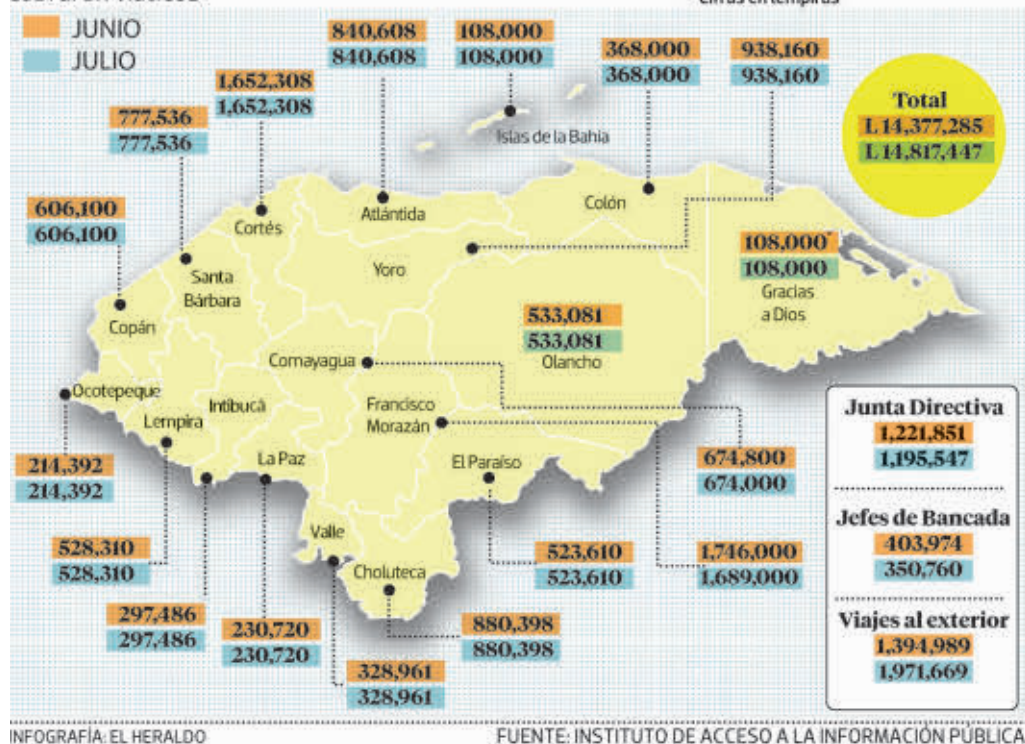 Cifras en lempiras
JUNIO
JULIO
840,608
840,608
108,000
108,000
368,000
368,000
938,160
938,160
1,652,308
1,652,308
777,536
777,536
606,100
606,100
Total
L 14,377,285
L 14,817,447
Islas de la Bahia
Atlántida
Colón
Cortés
Yoro
Santa
Bárbara
Copán
108,000
108,000
Gracias
a Dios
533,081
533,081
Olancho
Comayagua
Ocotepeque
Lempira
Intibucá
Francisco
Morazán
La Paz
El Paraíso
Valle
Choluteca
214,392
214,392
528,310
528,310
297,486
297,486
230,720
230,720
328,961
328,961
880,398
880,398
523,610
523,610
674,800
674,000
1,746,000
1,689,000
Junta Directiva
1,221,851
1,195,547
Jefes de Bancada
403,974
350,760
Viajes al exterior
1,394,989
1,971,669
INFOGRAFÍA: EL HERALDO
FUENTE: INSTITUTO DE ACCESO A LA INFORMACIÓN PÚBLICA